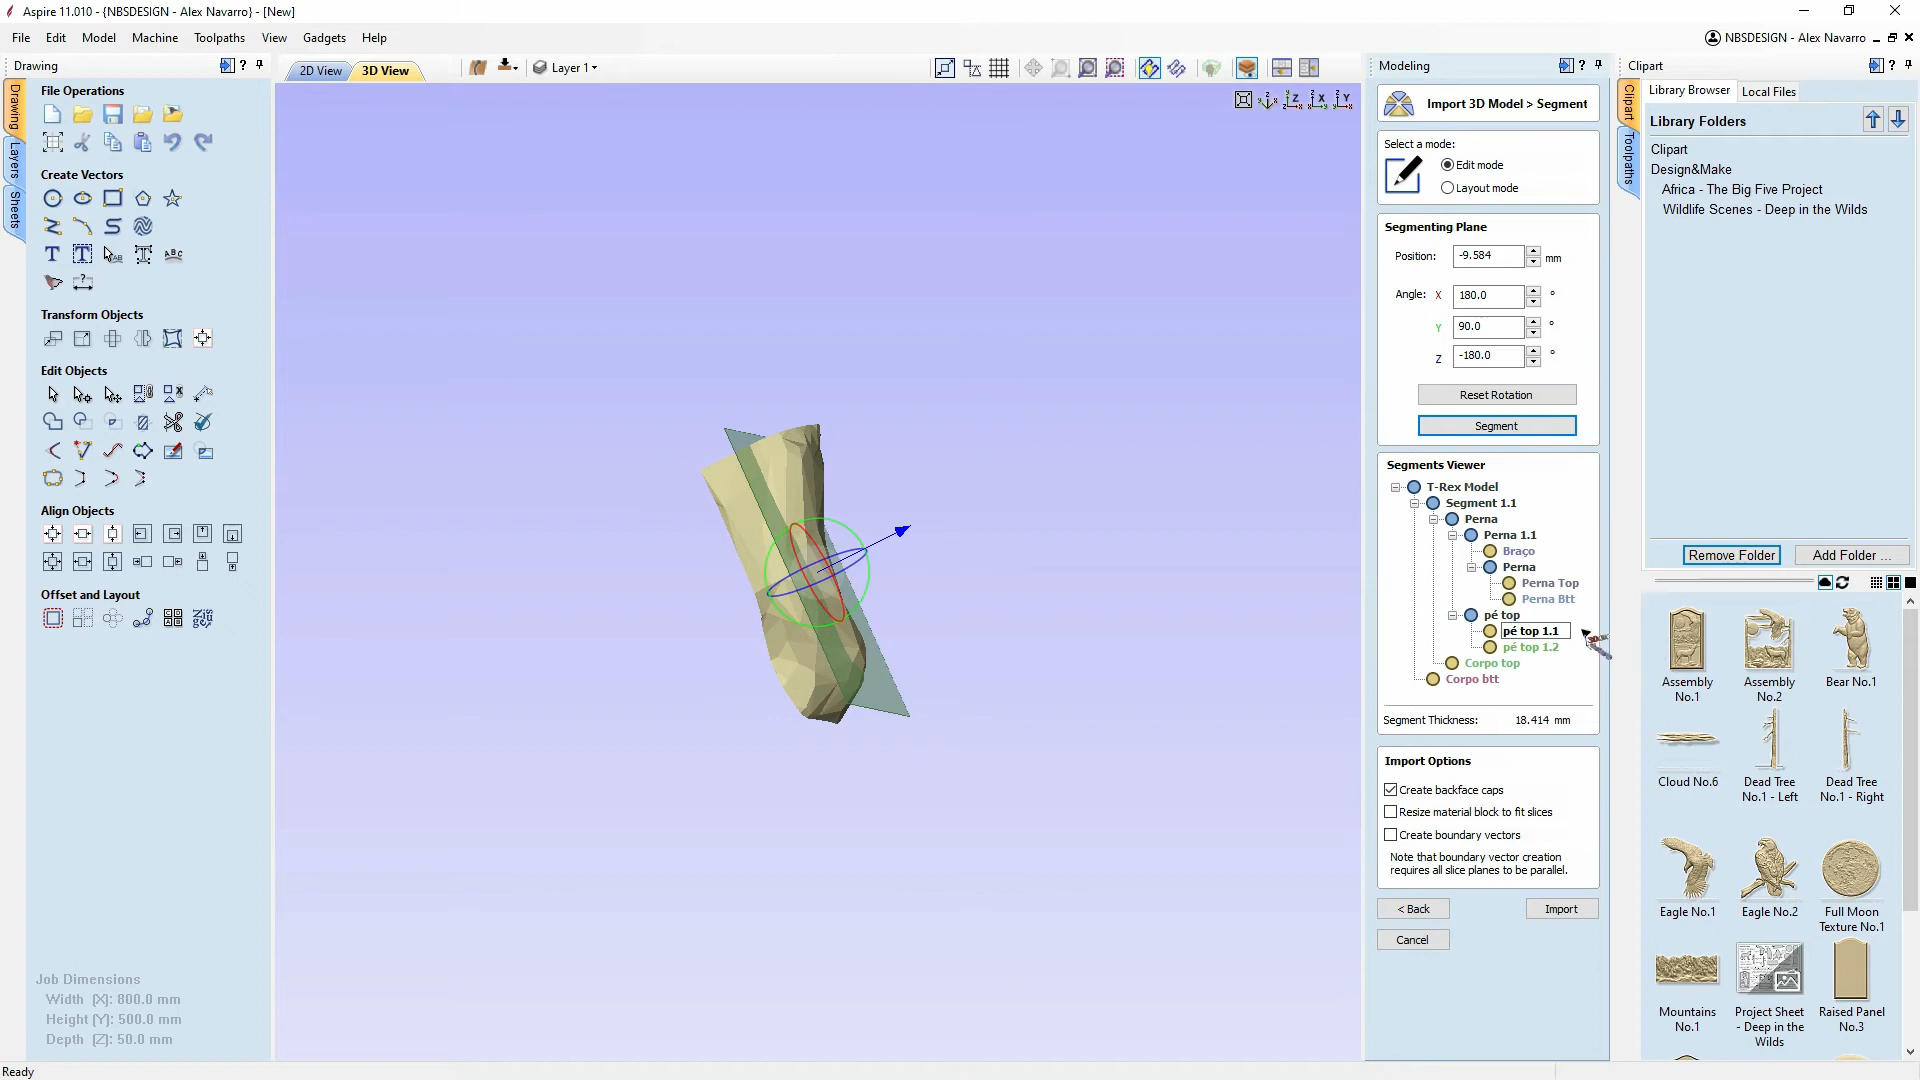 Aspire 11.010 - {NBSDESIGN - Alex Navarro} - [New]
File Edit Model Machine Toolpaths View Gadgets Help
NBSDESIGN - Alex Navarro
Drawing
2D View
3D View
Layer 1
Modeling
Clipart
Drawing
Layers
Sheets
File Operations
Create Vectors
Transform Objects
Edit Objects
Align Objects
Offset and Layout
Job Dimensions
Width (X): 800.0 mm
Height (Y): 500.0 mm
Depth (Z): 50.0 mm
Ready
Import 3D Model > Segment
Select a mode:
Edit mode
Layout mode
Segmenting Plane
Position: -9.584 mm
Angle: X 180.0 °
Y 90.0 °
Z -180.0 °
Reset Rotation
Segment
Segments Viewer
T-Rex Model
Segment 1.1
Perna
Perna 1.1
Braço
Perna
Perna Top
Perna Btt
pé top
pé top 1.1
pé top 1.2
Corpo top
Corpo btt
Segment Thickness: 18.414 mm
Import Options
Create backface caps
Resize material block to fit slices
Create boundary vectors
Note that boundary vector creation
requires all slice planes to be parallel.
< Back
Import
Cancel
Clipart
Toolpaths
Library Browser
Local Files
Library Folders
Clipart
Design&Make
Africa - The Big Five Project
Wildlife Scenes - Deep in the Wilds
Remove Folder
Add Folder ...
Assembly No.1
Assembly No.2
Bear No.1
Cloud No.6
Dead Tree No.1 - Left
Dead Tree No.1 - Right
Eagle No.1
Eagle No.2
Full Moon Texture No.1
Mountains No.1
Project Sheet - Deep in the Wilds
Raised Panel No.3